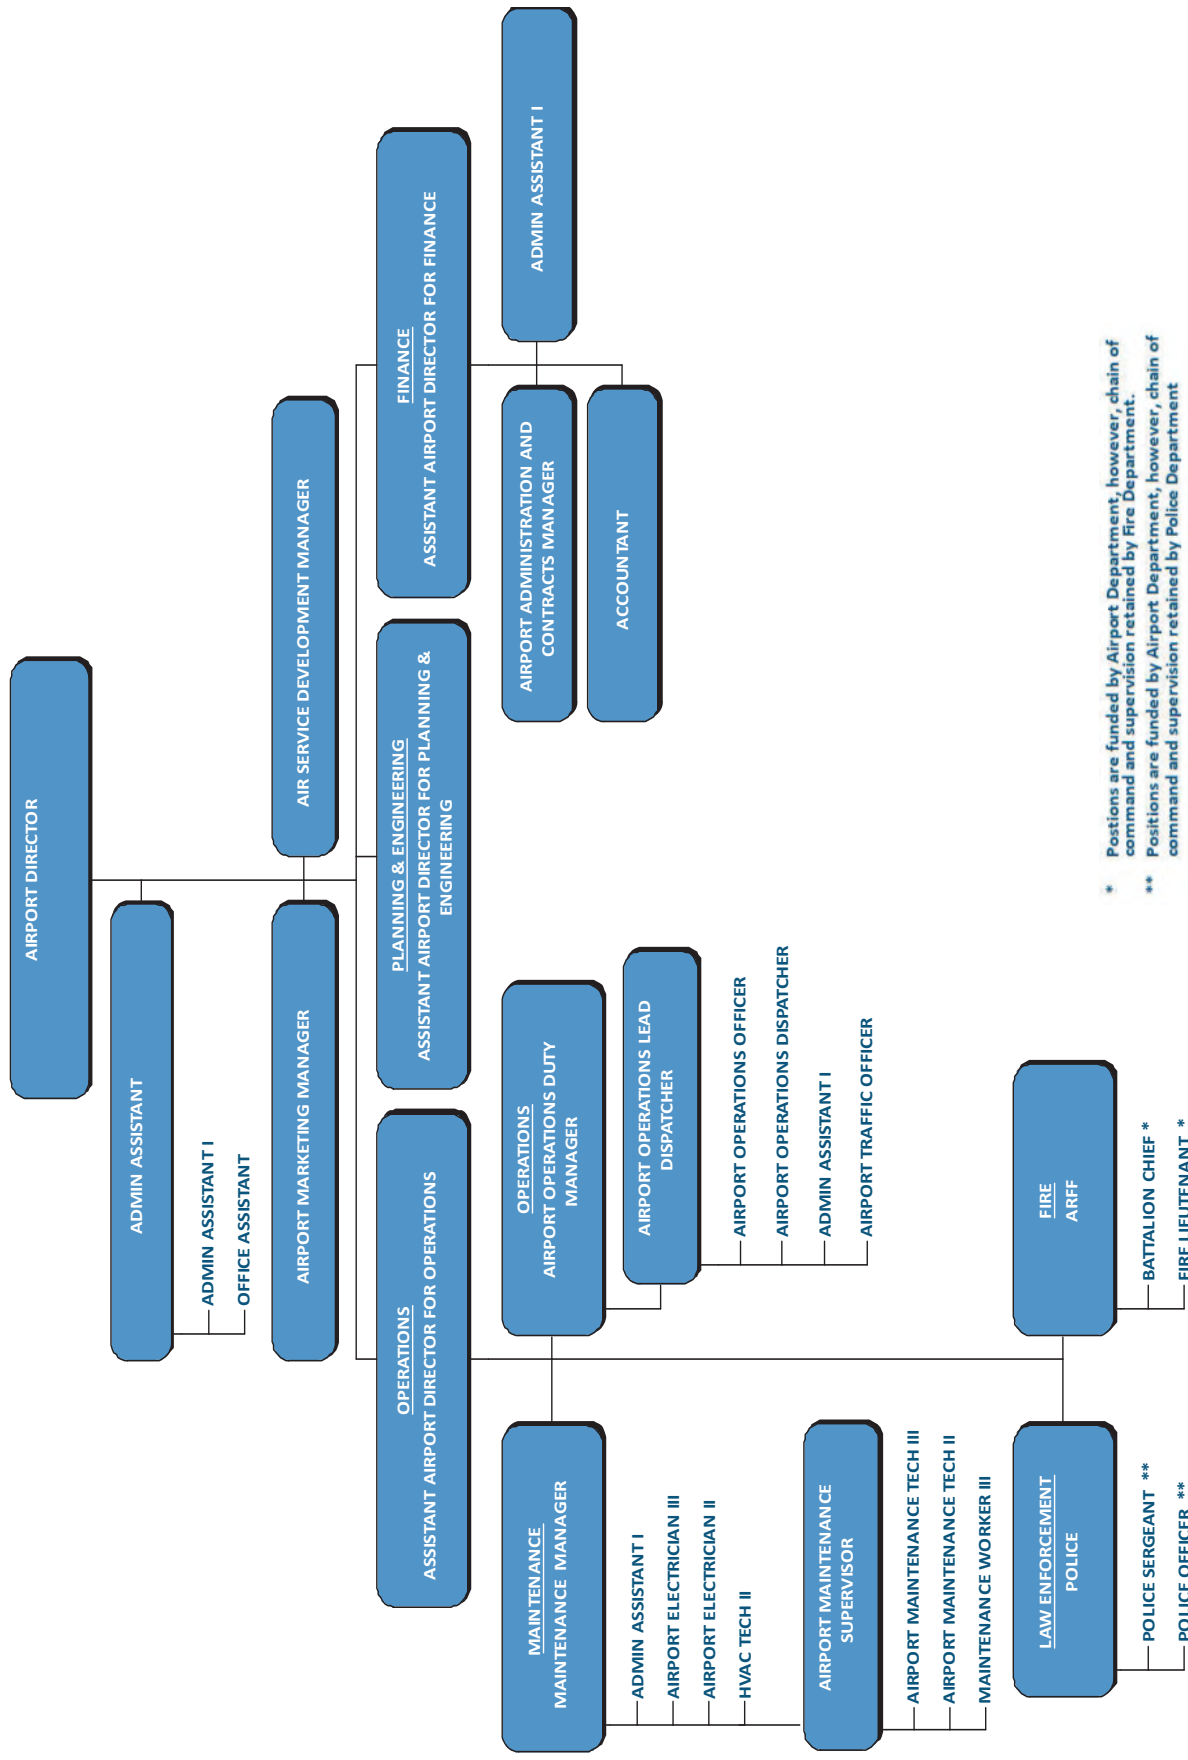 AIRPORT DIRECTOR
ADMIN ASSISTANT
ADMIN ASSISTANT I
OFFICE ASSISTANT
AIRPORT MARKETING MANAGER
AIR SERVICE DEVELOPMENT MANAGER
OPERATIONS
ASSISTANT AIRPORT DIRECTOR FOR OPERATIONS
PLANNING & ENGINEERING
ASSISTANT AIRPORT DIRECTOR FOR PLANNING &
ENGINEERING
FINANCE
ASSISTANT AIRPORT DIRECTOR FOR FINANCE
MAINTENANCE
MAINTENANCE MANAGER
ADMIN ASSISTANT I
AIRPORT ELECTRICIAN III
AIRPORT ELECTRICIAN II
HVAC TECH II
AIRPORT MAINTENANCE
SUPERVISOR
AIRPORT MAINTENANCE TECH III
AIRPORT MAINTENANCE TECH II
MAINTENANCE WORKER III
OPERATIONS
AIRPORT OPERATIONS DUTY
MANAGER
AIRPORT OPERATIONS LEAD
DISPATCHER
AIRPORT OPERATIONS OFFICER
AIRPORT OPERATIONS DISPATCHER
ADMIN ASSISTANT I
AIRPORT TRAFFIC OFFICER
AIRPORT ADMINISTRATION AND
CONTRACTS MANAGER
ADMIN ASSISTANT I
ACCOUNTANT
LAW ENFORCEMENT
POLICE
POLICE SERGEANT **
POLICE OFFICER **
FIRE
ARFF
BATTALION CHIEF *
FIRE LIEUTENANT *
* Postions are funded by Airport Department, however, chain of
command and supervision retained by Fire Department.
** Positions are funded by Airport Department, however, chain of
command and supervision retained by Police Department